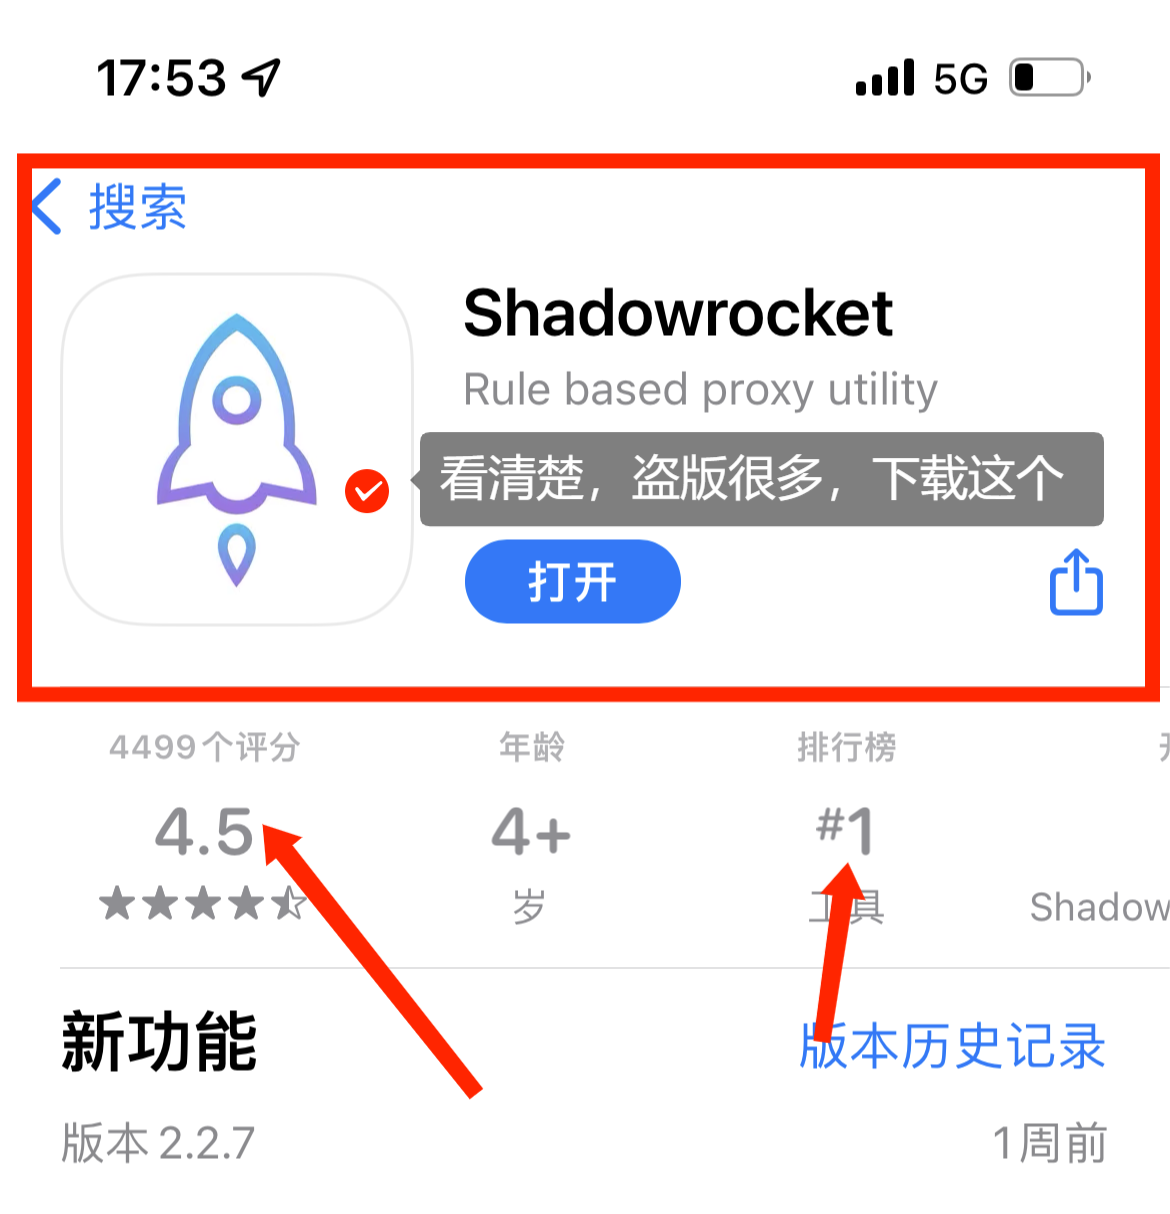 17:53
5G
搜索
Shadowrocket
Rule based proxy utility
看清楚，盗版很多，下载这个
打开
4499个评分
年龄
排行榜
4.5
4+
#1
岁
工具
Shadow
新功能
版本历史记录
版本 2.2.7
1周前